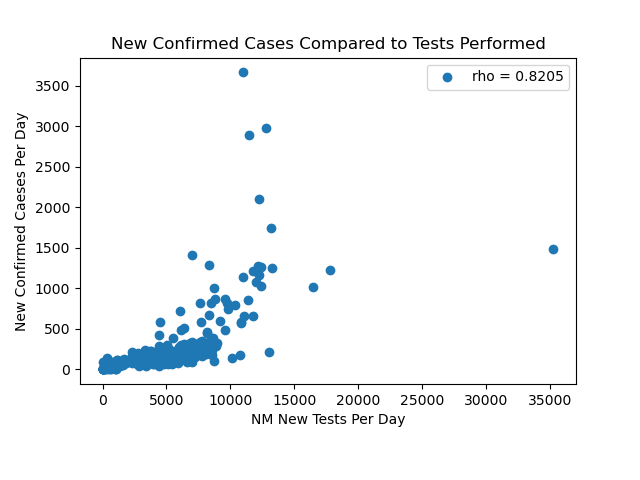 New Confirmed Cases Compared to Tests Performed
rho = 0.8205
3500
3000
2500
2000
1500
1000
500
0
New Confirmed Caeses Per Day
0 5000 10000 15000 20000 25000 30000 35000
NM New Tests Per Day